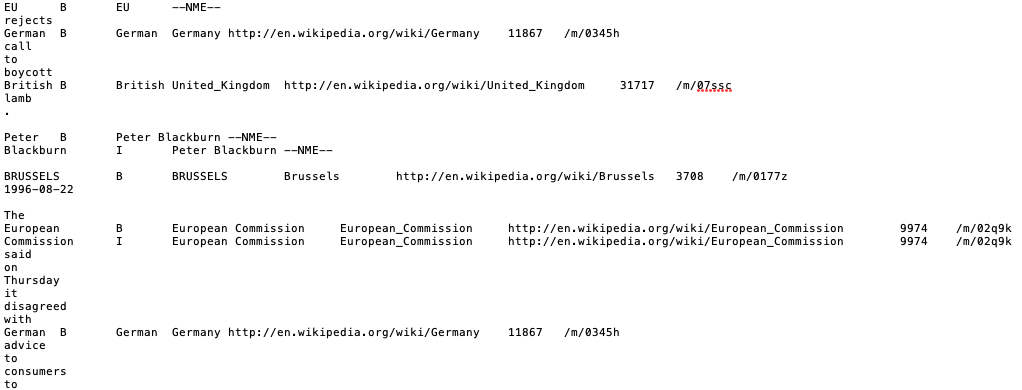 EU B EU --NME--
rejects
German B German Germany http://en.wikipedia.org/wiki/Germany 11867 /m/0345h
call
to
boycott
British B British United_Kingdom http://en.wikipedia.org/wiki/United_Kingdom 31717 /m/07ssc
lamb
.
Peter B Peter Blackburn --NME--
Blackburn I Peter Blackburn --NME--
BRUSSELS B BRUSSELS Brussels http://en.wikipedia.org/wiki/Brussels 3708 /m/0177z
1996-08-22
The
European B European Commission European_Commission http://en.wikipedia.org/wiki/European_Commission 9974 /m/02q9k
Commission I European Commission European_Commission http://en.wikipedia.org/wiki/European_Commission 9974 /m/02q9k
said
on
Thursday
it
disagreed
with
German B German Germany http://en.wikipedia.org/wiki/Germany 11867 /m/0345h
advice
to
consumers
to